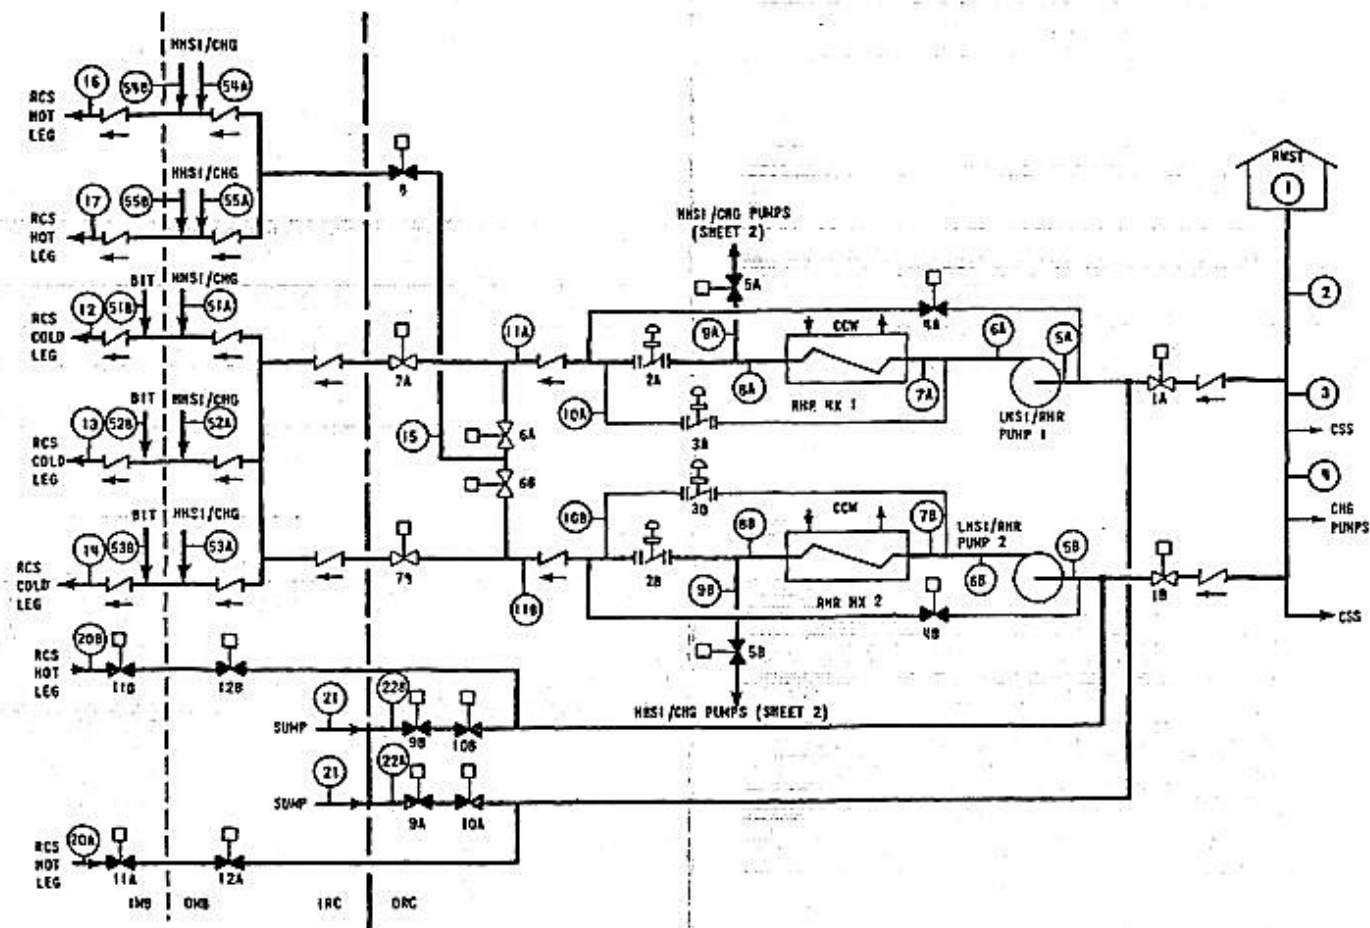 HHSI/CHG
16
54B
54A
RCS
HOT
LEG
HHSI/CHG
17
55B
55A
RCS
HOT
LEG
8
RWST
1
HHSI/CHG PUMPS
(SHEET 2)
BIT
HHSI/CHG
12
51B
51A
RCS
COLD
LEG
7A
11A
2A
5A
9A
8A
CCW
4A
7A
6A
5A
1A
2
3
CSS
RHR HX 1
LHSI/RHR
PUMP 1
10A
3A
BIT
HHSI/CHG
13
52B
52A
RCS
COLD
LEG
15
6A
6B
4
CHG
PUMPS
BIT
HHSI/CHG
14
53B
53A
RCS
COLD
LEG
7B
11B
10B
3B
2B
8B
9B
CCW
7B
LHSI/RHR
PUMP 2
6B
5B
1B
RHR HX 2
4B
CSS
5B
HHSI/CHG PUMPS (SHEET 2)
20B
RCS
HOT
LEG
11B
12B
21
22B
SUMP
9B
10B
21
22A
SUMP
9A
10A
20A
RCS
HOT
LEG
11A
12A
IMB
OMB
IRC
ORC